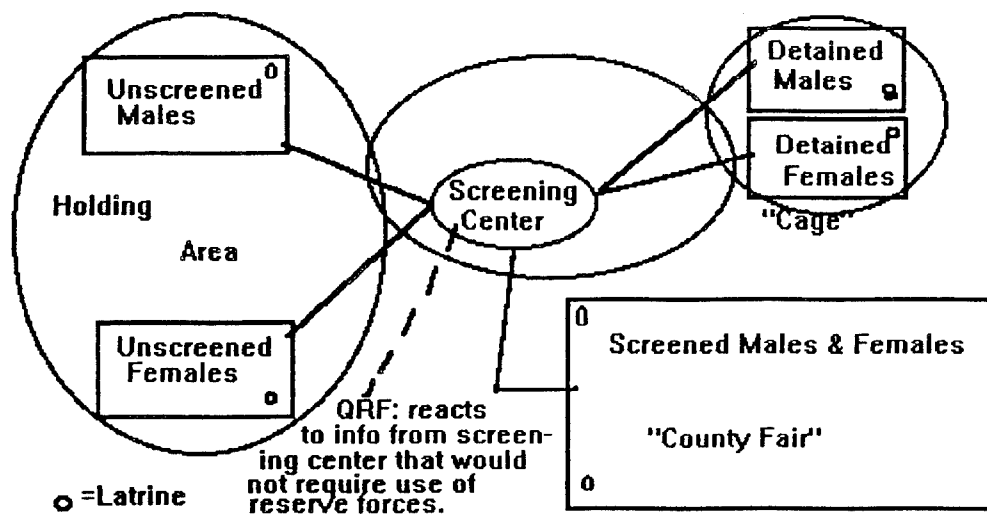 Unscreened
Males
Holding
Area
Unscreened
Females
=Latrine
Screening
Center
QRF: reacts
to info from screen-
ing center that would
not require use of
reserve forces.
Detained
Males
Detained
Females
"Cage"
Screened Males & Females
"County Fair"